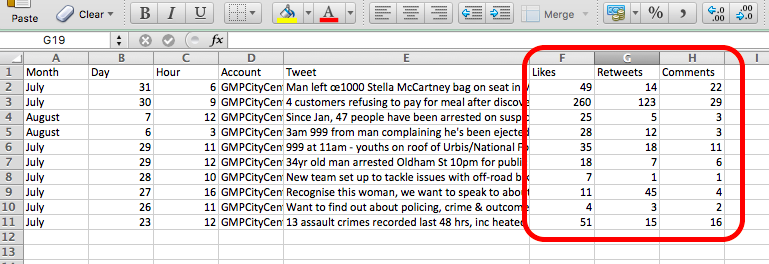 Paste Clear B I U A Merge % , .0 .00 .00 .0
G19 fx
A B C D E F G H I
1 Month Day Hour Account Tweet Likes Retweets Comments
2 July 31 6 GMPCityCen Man left œ1000 Stella McCartney bag on seat in 49 14 22
3 July 30 9 GMPCityCen 4 customers refusing to pay for meal after discove 260 123 29
4 August 7 12 GMPCityCen Since Jan, 47 people have been arrested on suspic 25 5 3
5 August 6 3 GMPCityCen 3am 999 from man complaining he's been ejected 28 12 3
6 July 29 11 GMPCityCen 999 at 11am - youths on roof of Urbis/National Fo 35 18 11
7 July 29 12 GMPCityCen 34yr old man arrested Oldham St 10pm for publi 18 7 6
8 July 28 10 GMPCityCen New team set up to tackle issues with off-road 7 1 1
9 July 27 16 GMPCityCen Recognise this woman, we want to speak to abou 11 45 4
10 July 26 11 GMPCityCen Want to find out about policing, crime & outcome 4 3 2
11 July 23 12 GMPCityCen 13 assault crimes recorded last 48 hrs, inc heated 51 15 16
12
13